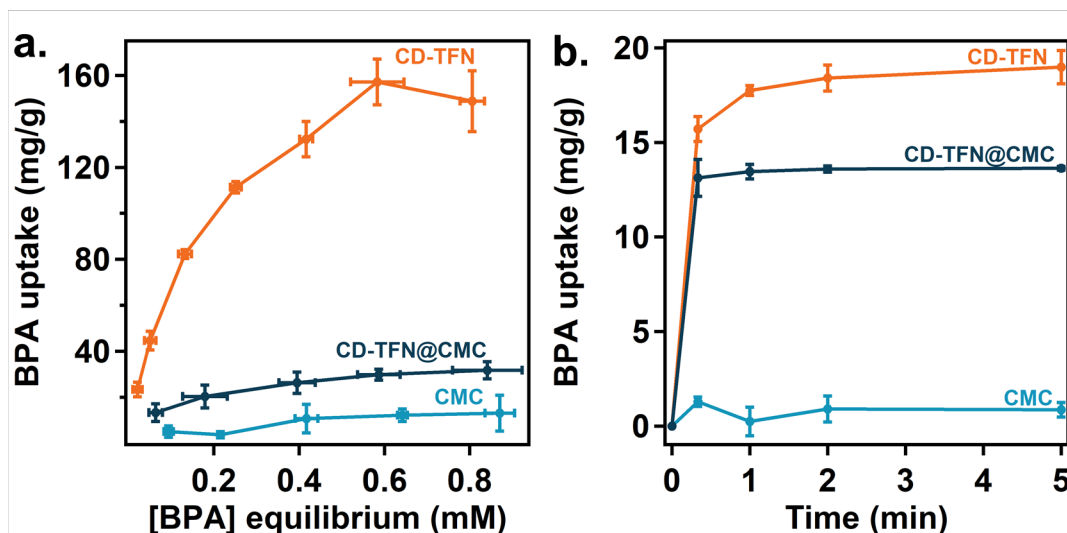 a.
BPA uptake (mg/g)
160
120
80
40
CD-TFN
CD-TFN@CMC
CMC
0.2 0.4 0.6 0.8
[BPA] equilibrium (mM)
b.
BPA uptake (mg/g)
20
15
10
5
0
CD-TFN
CD-TFN@CMC
CMC
0 1 2 3 4 5
Time (min)